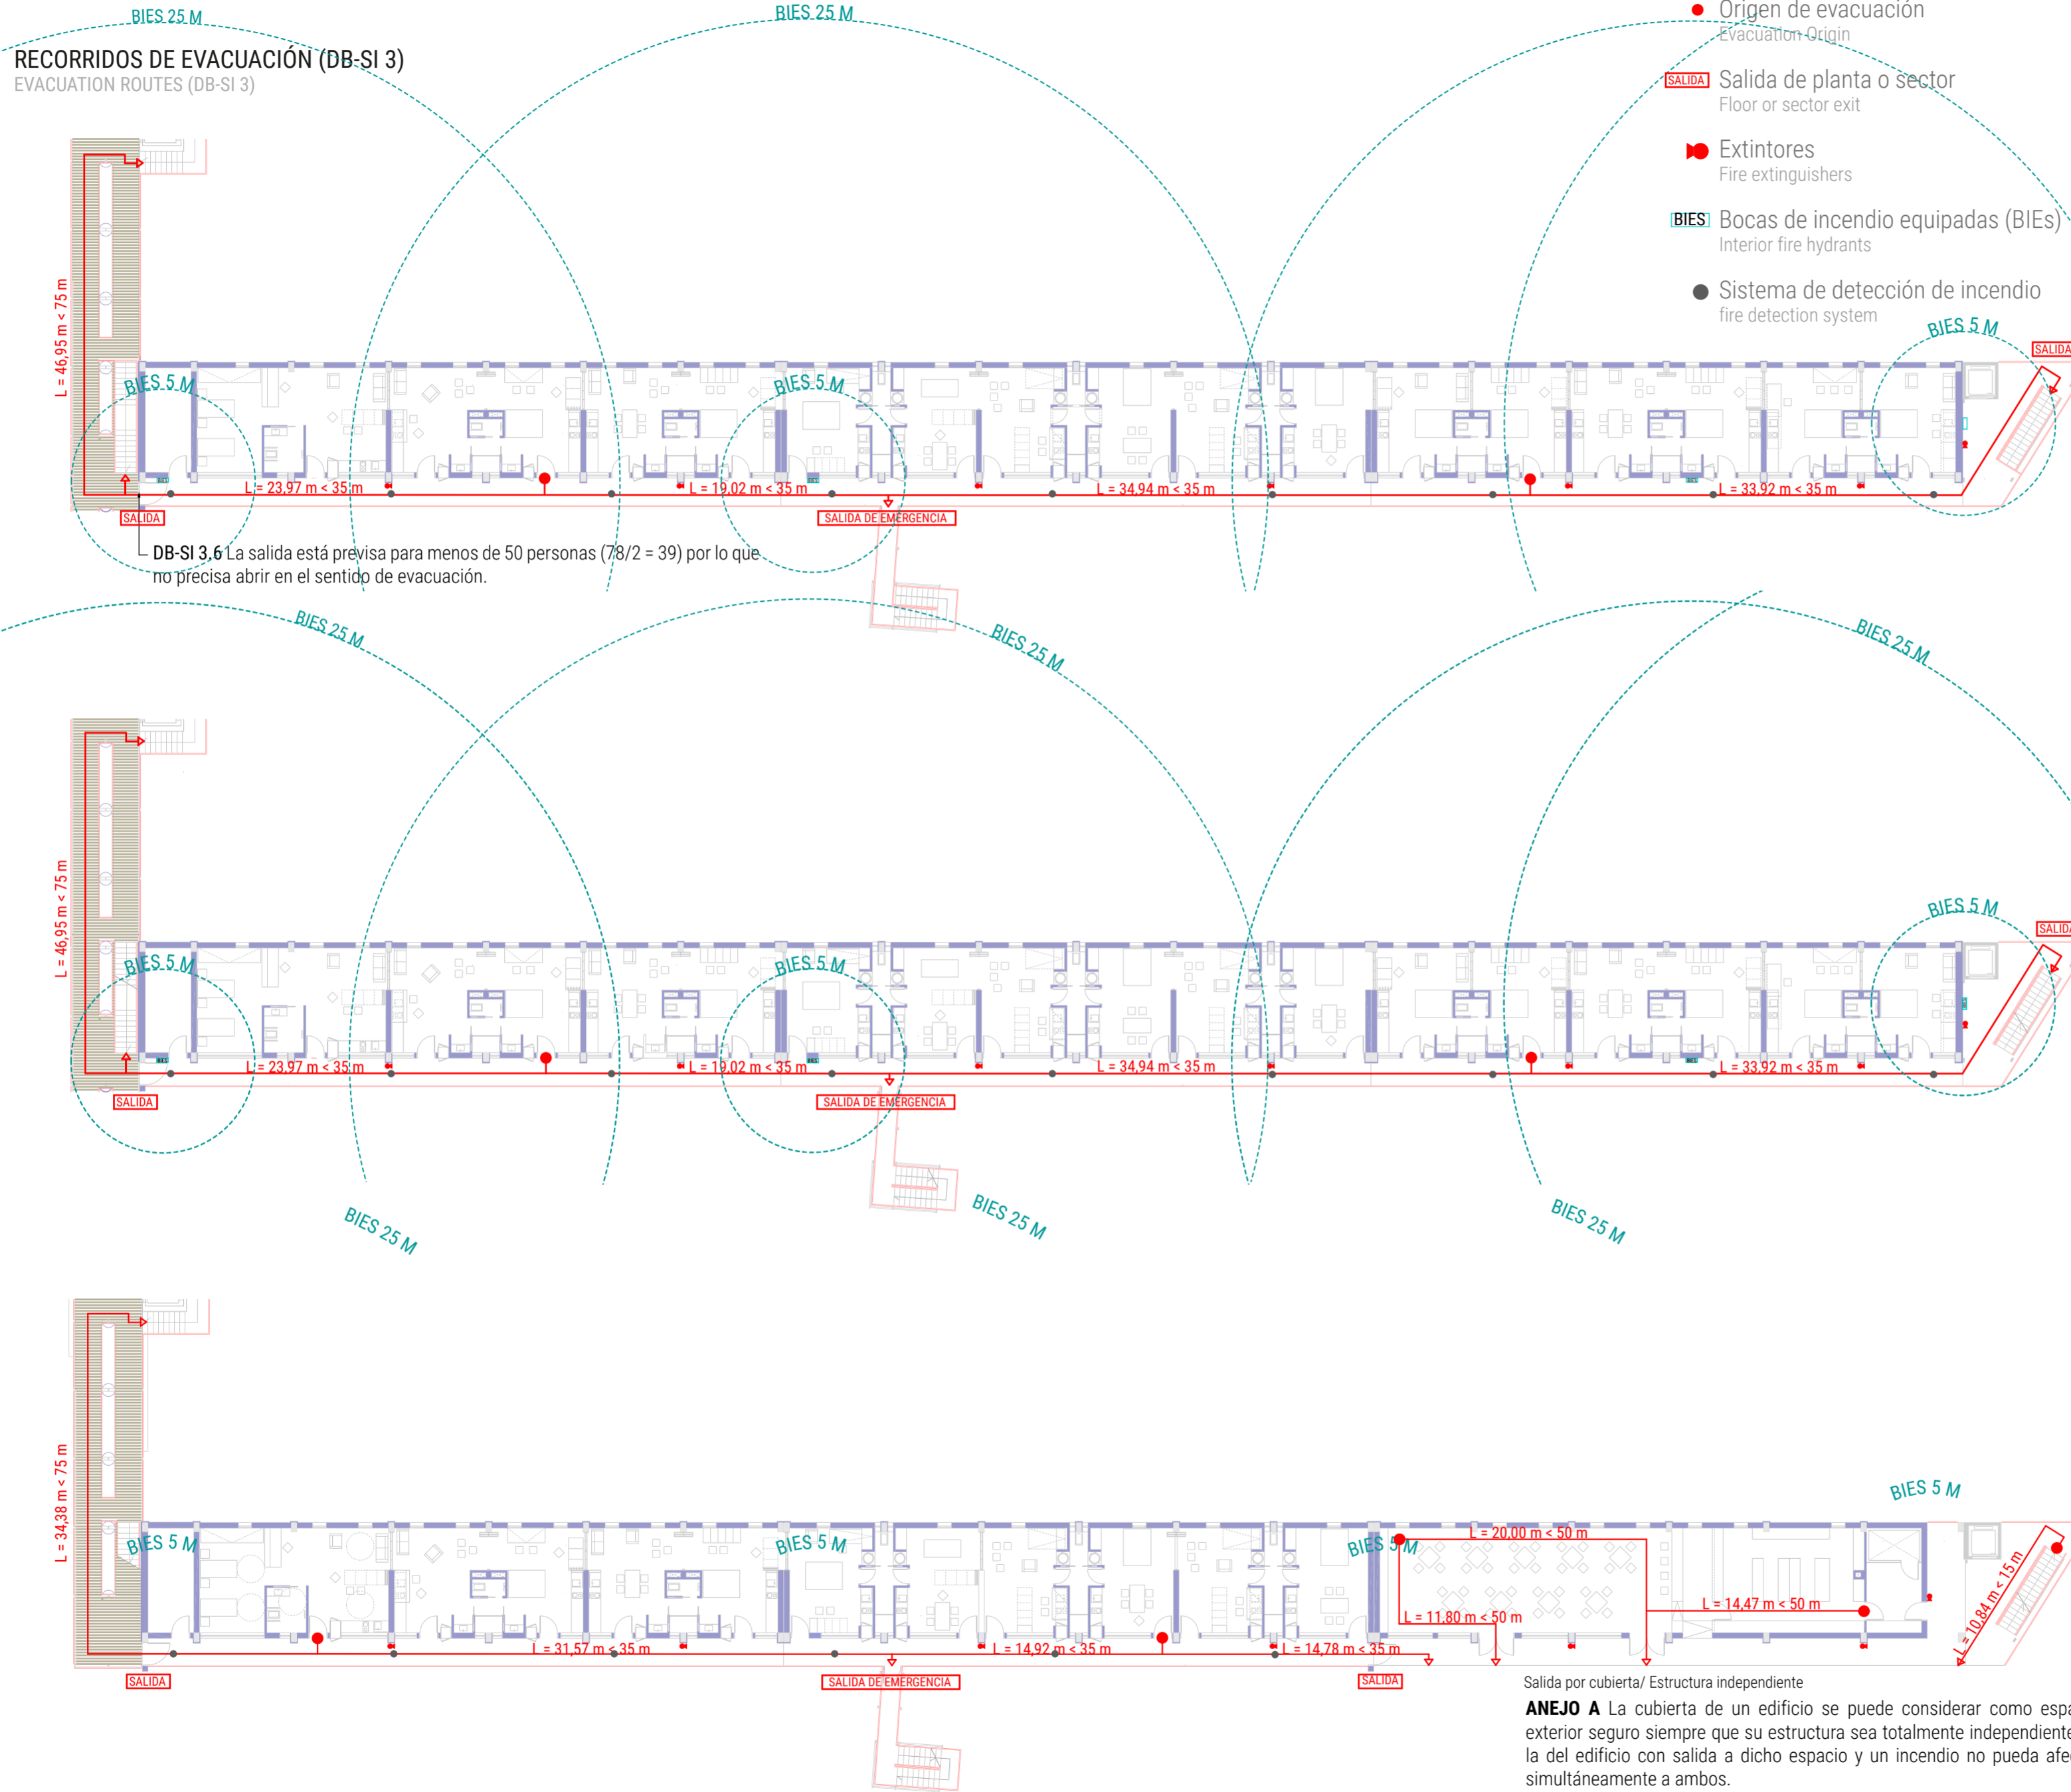 BIES 25 M
BIES 25 M
Origen de evacuación
Evacuation Origin
RECORRIDOS DE EVACUACIÓN (DB-SI 3)
EVACUATION ROUTES (DB-SI 3)
SALIDA Salida de planta o sector
Floor or sector exit
Extintores
Fire extinguishers
BIES Bocas de incendio equipadas (BIEs)
Interior fire hydrants
Sistema de detección de incendio
fire detection system
L = 46,95 m < 75 m
BIES 5 M
BIES 5 M
BIES 5 M
SALIDA
BIES
BIES
BIES
L = 23,97 m < 35 m
L = 19,02 m < 35 m
L = 34,94 m < 35 m
L = 33,92 m < 35 m
SALIDA
SALIDA DE EMERGENCIA
DB-SI 3,6 La salida está previsa para menos de 50 personas (78/2 = 39) por lo que
no precisa abrir en el sentido de evacuación.
BIES 25 M
BIES 25 M
BIES 25 M
L = 46,95 m < 75 m
BIES 5 M
BIES 5 M
BIES 5 M
SALIDA
BIES
BIES
BIES
L = 23,97 m < 35 m
L = 19,02 m < 35 m
L = 34,94 m < 35 m
L = 33,92 m < 35 m
SALIDA
SALIDA DE EMERGENCIA
BIES 25 M
BIES 25 M
BIES 25 M
L = 34,38 m < 75 m
BIES 5 M
BIES 5 M
BIES 5 M
BIES 5 M
L = 20,00 m < 50 m
L = 11,80 m < 50 m
L = 14,47 m < 50 m
L = 10,84 m < 15 m
L = 31,57 m < 35 m
L = 14,92 m < 35 m
L = 14,78 m < 35 m
SALIDA
SALIDA DE EMERGENCIA
SALIDA
Salida por cubierta/ Estructura independiente
ANEJO A La cubierta de un edificio se puede considerar como espa
exterior seguro siempre que su estructura sea totalmente independiente
la del edificio con salida a dicho espacio y un incendio no pueda afe
simultáneamente a ambos.